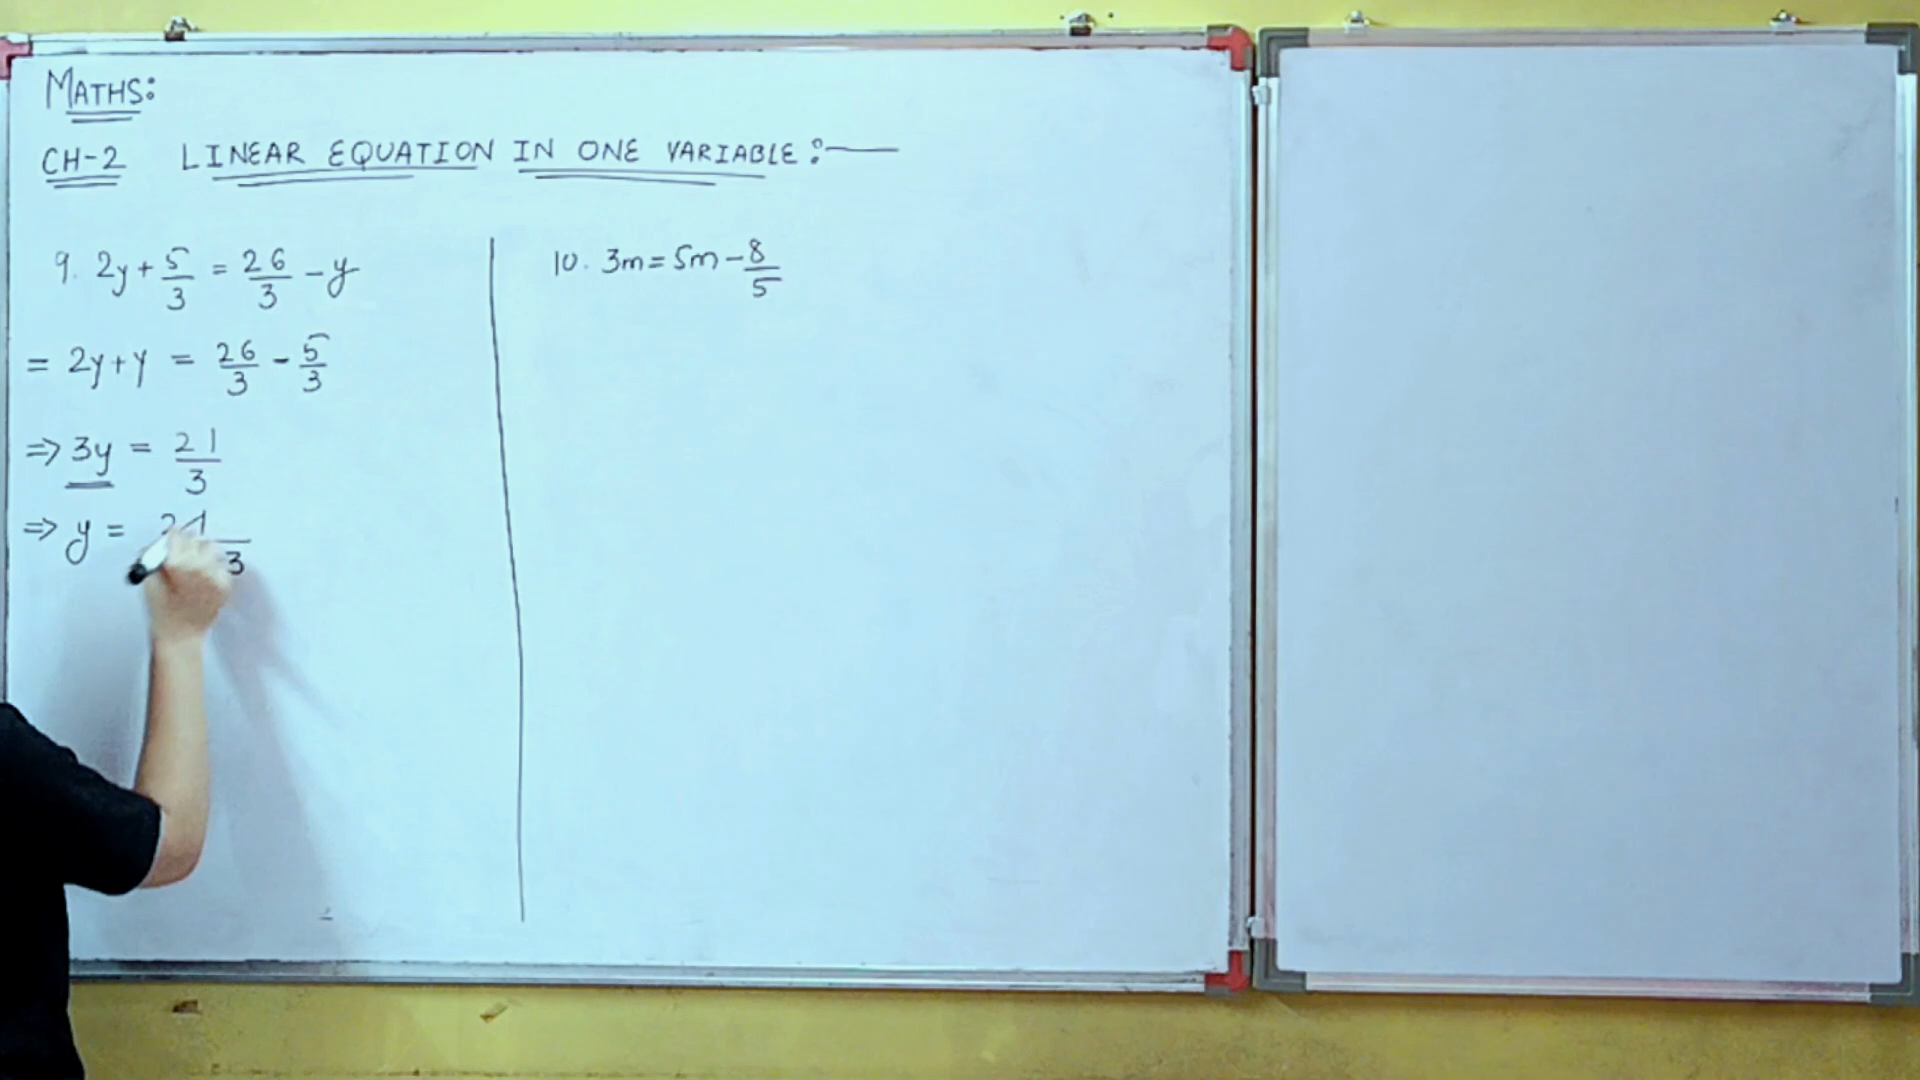 MATHS:
CH-2 LINEAR EQUATION IN ONE VARIABLE:—
9. 2y + 5/3 = 26/3 - y
= 2y + y = 26/3 - 5/3
⇒ 3y = 21/3
⇒ y = 21/ 3
10. 3m = 5m - 8/5